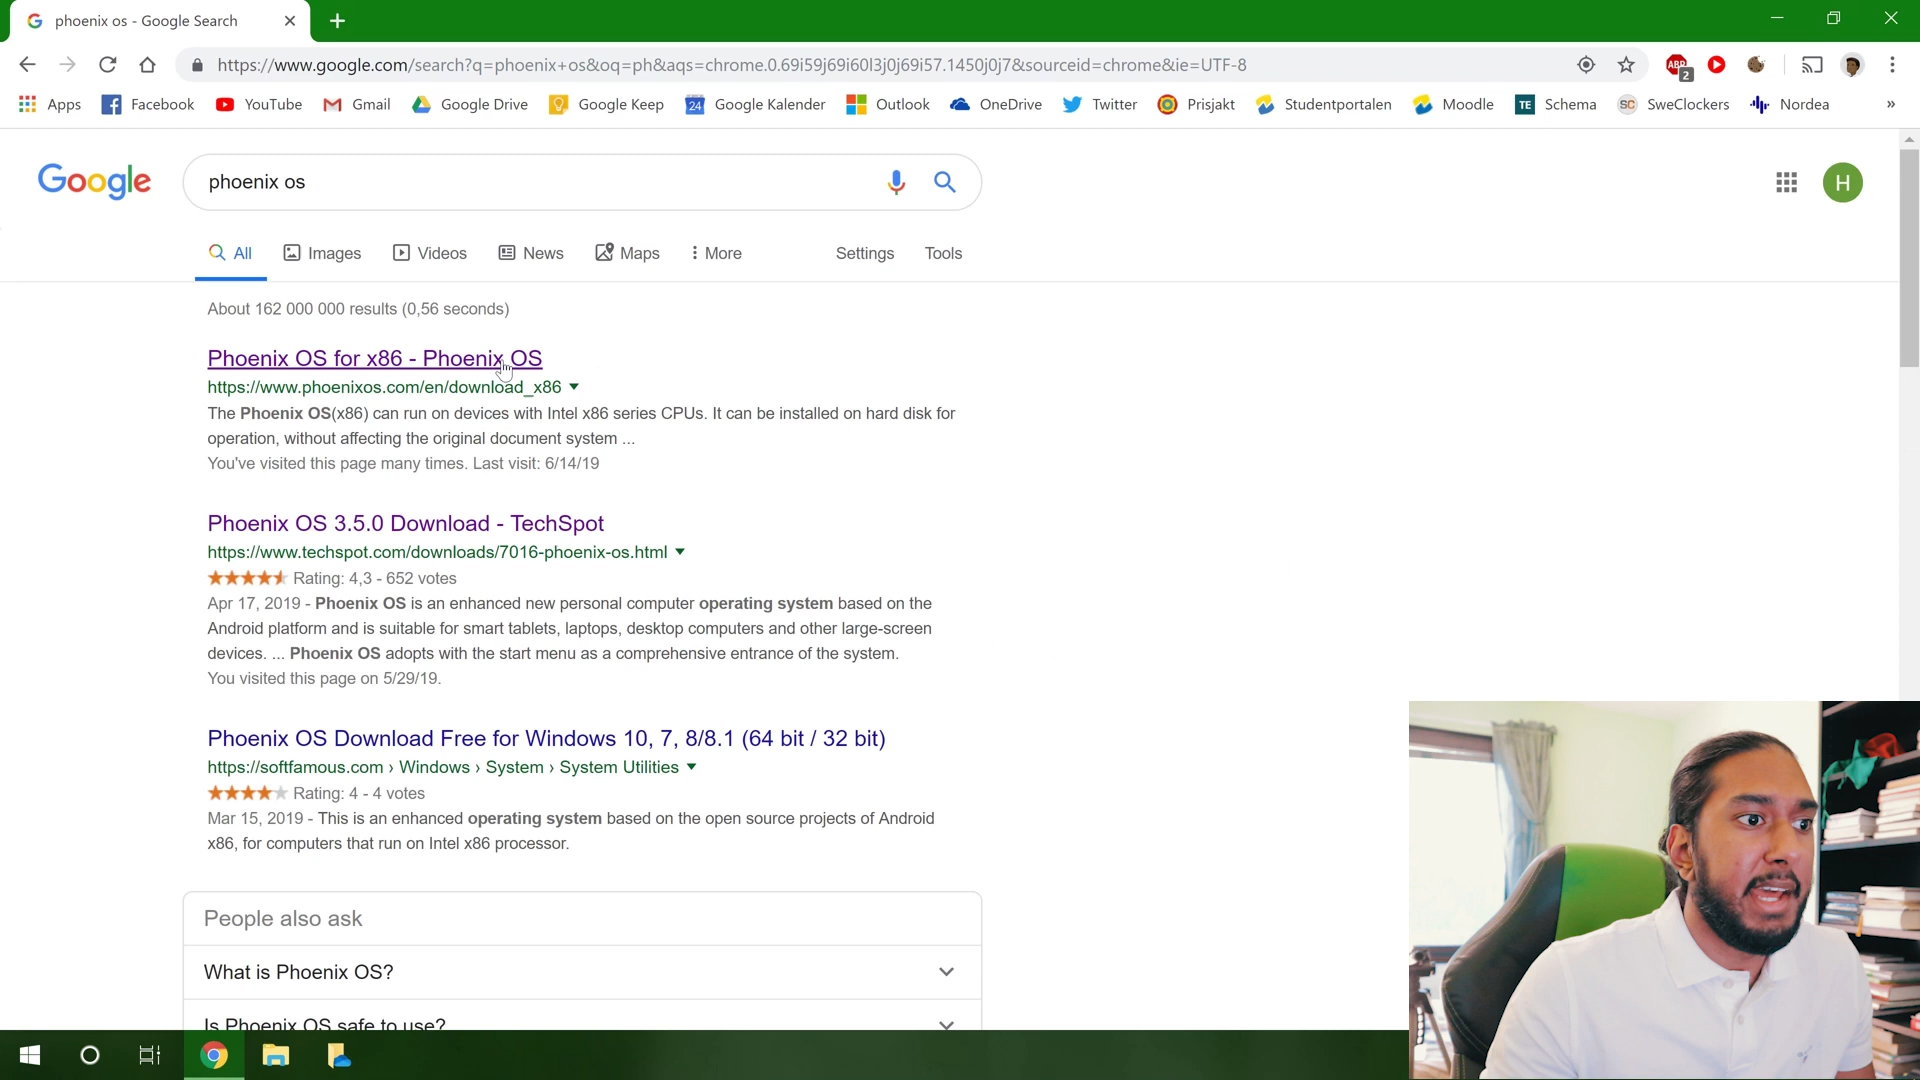 phoenix os - Google Search
https://www.google.com/search?q=phoenix+os&oq=ph&aqs=chrome.0.69i59j69i60l3j0j69i57.1450j0j7&sourceid=chrome&ie=UTF-8
ABP
2
Apps Facebook YouTube Gmail Google Drive Google Keep 24 Google Kalender Outlook OneDrive Twitter Prisjakt Studentportalen Moodle TE Schema SC SweClockers Nordea »
Google
phoenix os
H
All Images Videos News Maps More Settings Tools
About 162 000 000 results (0,56 seconds)
Phoenix OS for x86 - Phoenix OS
https://www.phoenixos.com/en/download_x86
The Phoenix OS(x86) can run on devices with Intel x86 series CPUs. It can be installed on hard disk for
operation, without affecting the original document system ...
You've visited this page many times. Last visit: 6/14/19
Phoenix OS 3.5.0 Download - TechSpot
https://www.techspot.com/downloads/7016-phoenix-os.html
Rating: 4,3 - 652 votes
Apr 17, 2019 - Phoenix OS is an enhanced new personal computer operating system based on the
Android platform and is suitable for smart tablets, laptops, desktop computers and other large-screen
devices. ... Phoenix OS adopts with the start menu as a comprehensive entrance of the system.
You visited this page on 5/29/19.
Phoenix OS Download Free for Windows 10, 7, 8/8.1 (64 bit / 32 bit)
https://softfamous.com › Windows › System › System Utilities
Rating: 4 - 4 votes
Mar 15, 2019 - This is an enhanced operating system based on the open source projects of Android
x86, for computers that run on Intel x86 processor.
People also ask
What is Phoenix OS?
Is Phoenix OS safe to use?